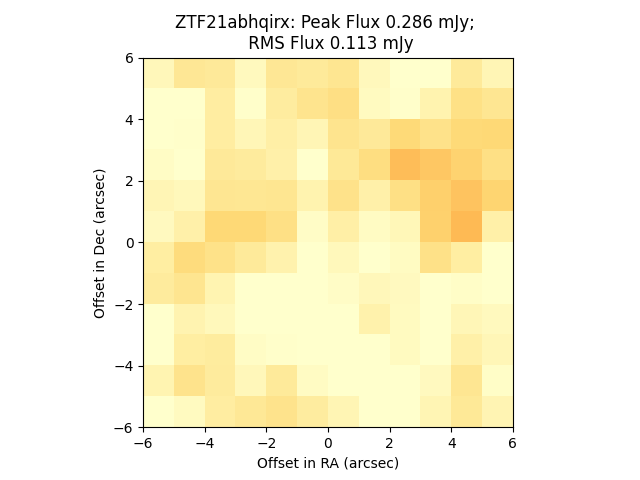 ZTF21abhqirx: Peak Flux 0.286 mJy;
RMS Flux 0.113 mJy
6
4
2
0
−2
−4
−6
Offset in Dec (arcsec)
−6 −4 −2 0 2 4 6
Offset in RA (arcsec)